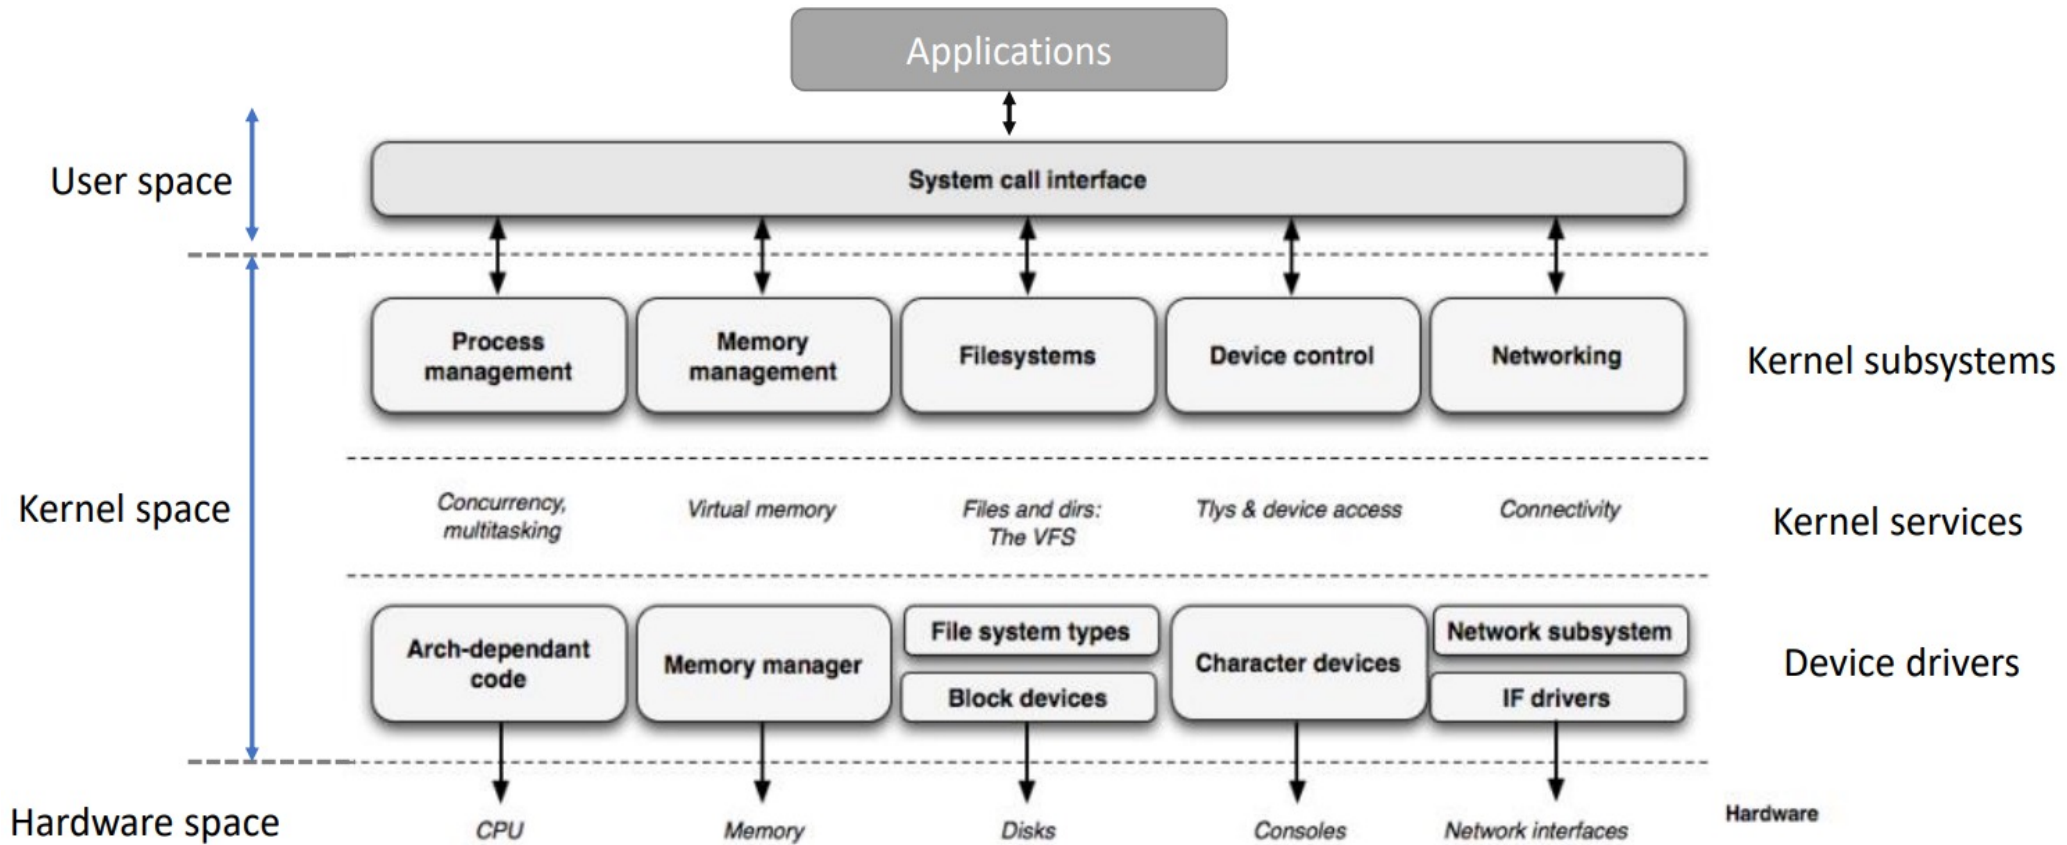 Applications
User space
System call interface
Process
management
Memory
management
Filesystems
Device control
Networking
Kernel subsystems
Kernel space
Concurrency,
multitasking
Virtual memory
Files and dirs:
The VFS
Tlys & device access
Connectivity
Kernel services
Arch-dependant
code
Memory manager
File system types
Block devices
Character devices
Network subsystem
IF drivers
Device drivers
Hardware space
CPU
Memory
Disks
Consoles
Network interfaces
Hardware